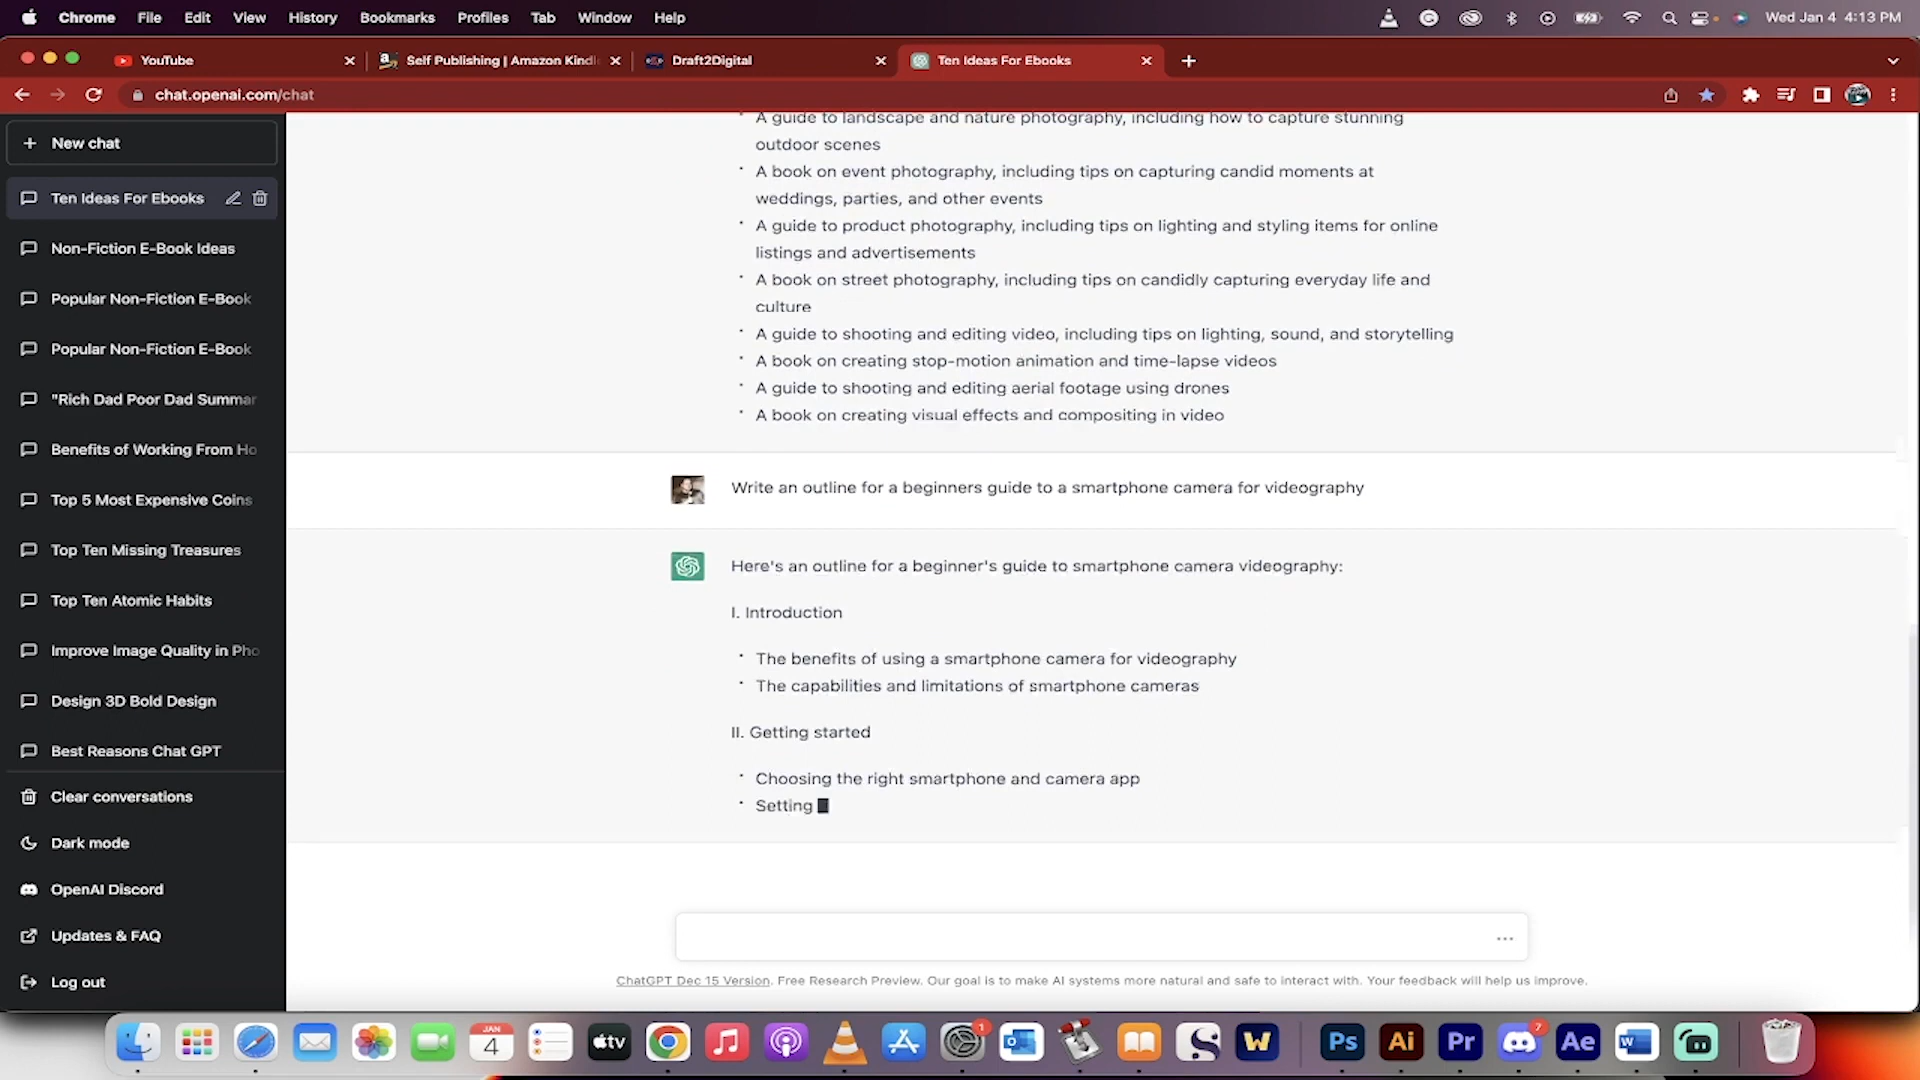 Chrome File Edit View History Bookmarks Profiles Tab Window Help Wed Jan 4 4:13 PM
YouTube Self Publishing | Amazon Kindl Draft2Digital Ten Ideas For Ebooks
chat.openai.com/chat
New chat
Ten Ideas For Ebooks
Non-Fiction E-Book Ideas
Popular Non-Fiction E-Book
Popular Non-Fiction E-Book
"Rich Dad Poor Dad Summar
Benefits of Working From Ho
Top 5 Most Expensive Coins
Top Ten Missing Treasures
Top Ten Atomic Habits
Improve Image Quality in Pho
Design 3D Bold Design
Best Reasons Chat GPT
Clear conversations
Dark mode
OpenAI Discord
Updates & FAQ
Log out
A guide to landscape and nature photography, including how to capture stunning
outdoor scenes
A book on event photography, including tips on capturing candid moments at
weddings, parties, and other events
A guide to product photography, including tips on lighting and styling items for online
listings and advertisements
A book on street photography, including tips on candidly capturing everyday life and
culture
A guide to shooting and editing video, including tips on lighting, sound, and storytelling
A book on creating stop-motion animation and time-lapse videos
A guide to shooting and editing aerial footage using drones
A book on creating visual effects and compositing in video
Write an outline for a beginners guide to a smartphone camera for videography
Here's an outline for a beginner's guide to smartphone camera videography:
I. Introduction
The benefits of using a smartphone camera for videography
The capabilities and limitations of smartphone cameras
II. Getting started
Choosing the right smartphone and camera app
Setting
...
ChatGPT Dec 15 Version. Free Research Preview. Our goal is to make AI systems more natural and safe to interact with. Your feedback will help us improve.
JAN
4 tv 1 W Ps Ai Pr 7 Ae W